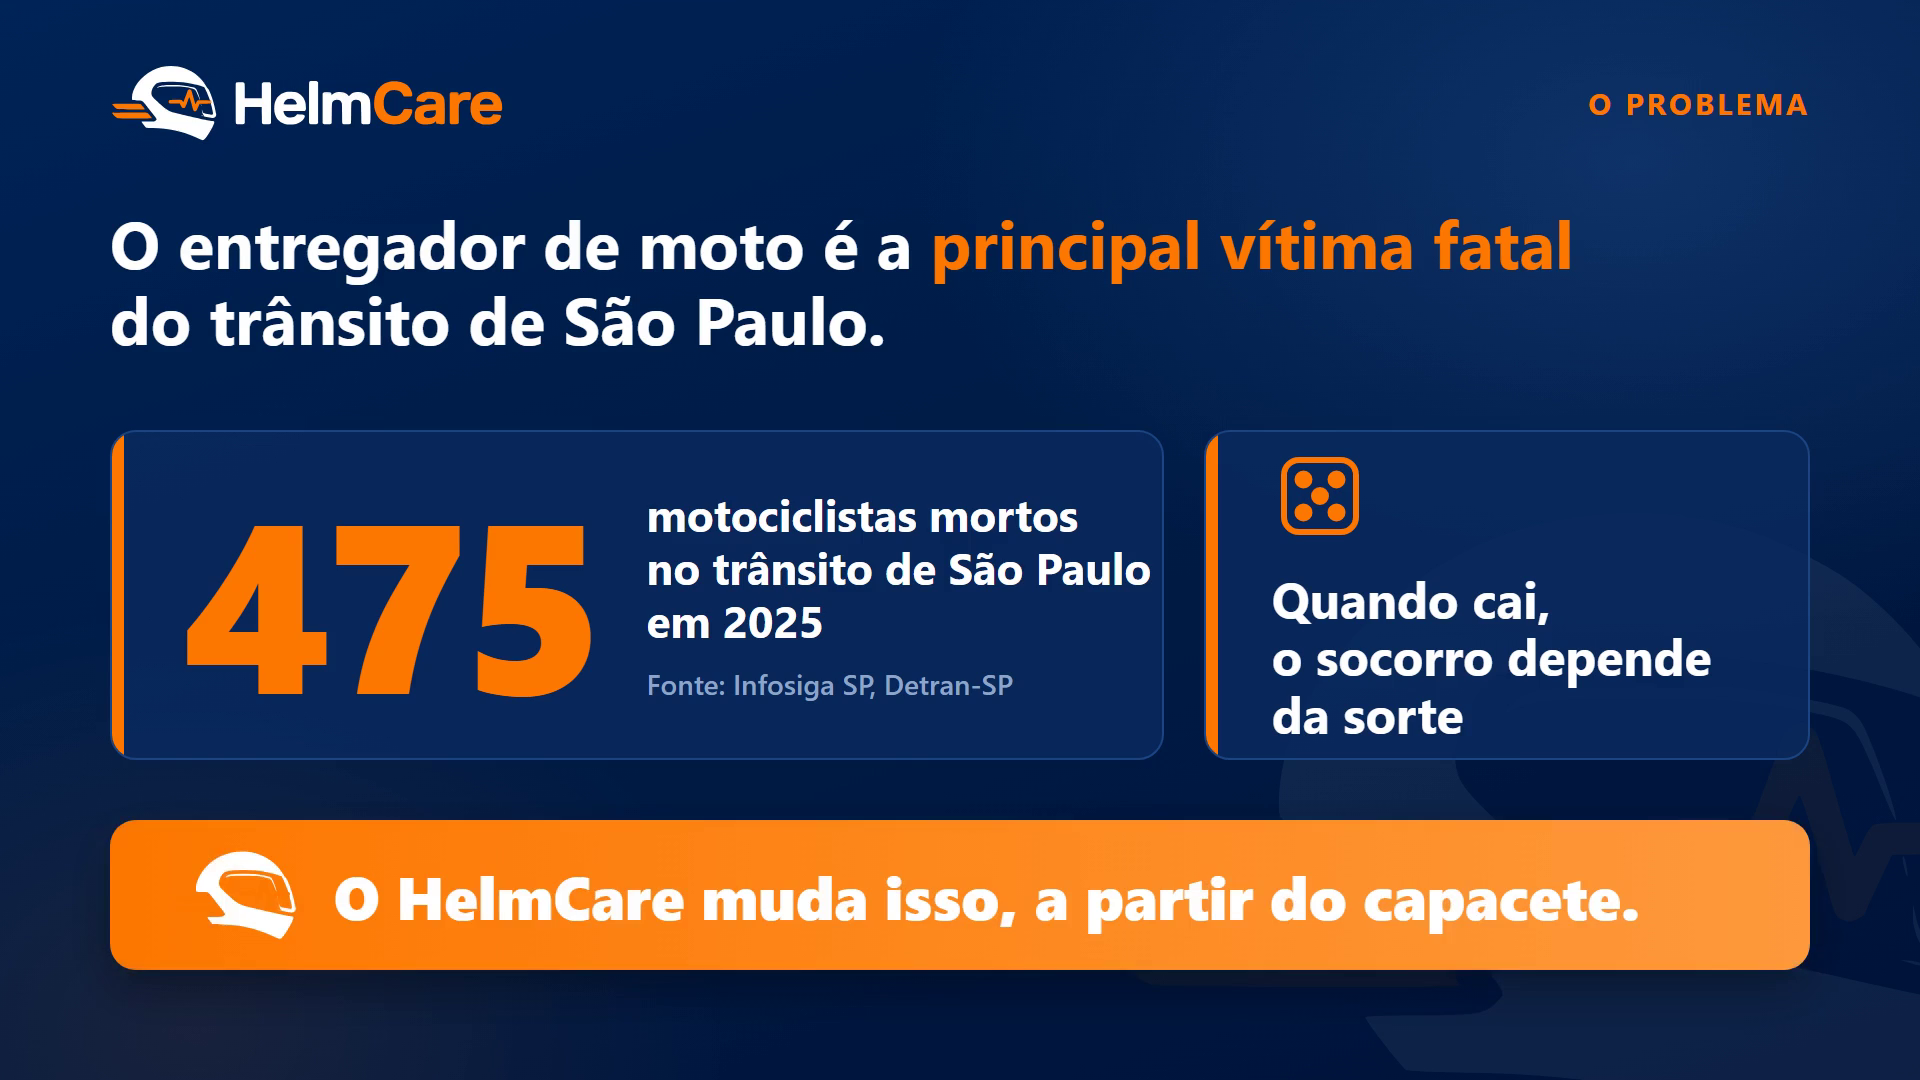 HelmCare
O PROBLEMA
O entregador de moto é a principal vítima fatal
do trânsito de São Paulo.
475
motociclistas mortos
no trânsito de São Paulo
em 2025
Fonte: Infosiga SP, Detran-SP
Quando cai,
o socorro depende
da sorte
O HelmCare muda isso, a partir do capacete.